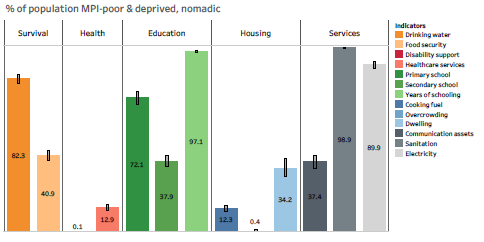 % of population MPI-poor & deprived, nomadic
Survival Health Education Housing Services
82.3
40.9
0.1
12.9
72.1
37.9
97.1
12.3
0.4
34.2
37.4
98.9
89.9
Indicators
Drinking water
Food security
Disability support
Healthcare services
Primary school
Secondary school
Years of schooling
Cooking fuel
Overcrowding
Dwelling
Communication assets
Sanitation
Electricity